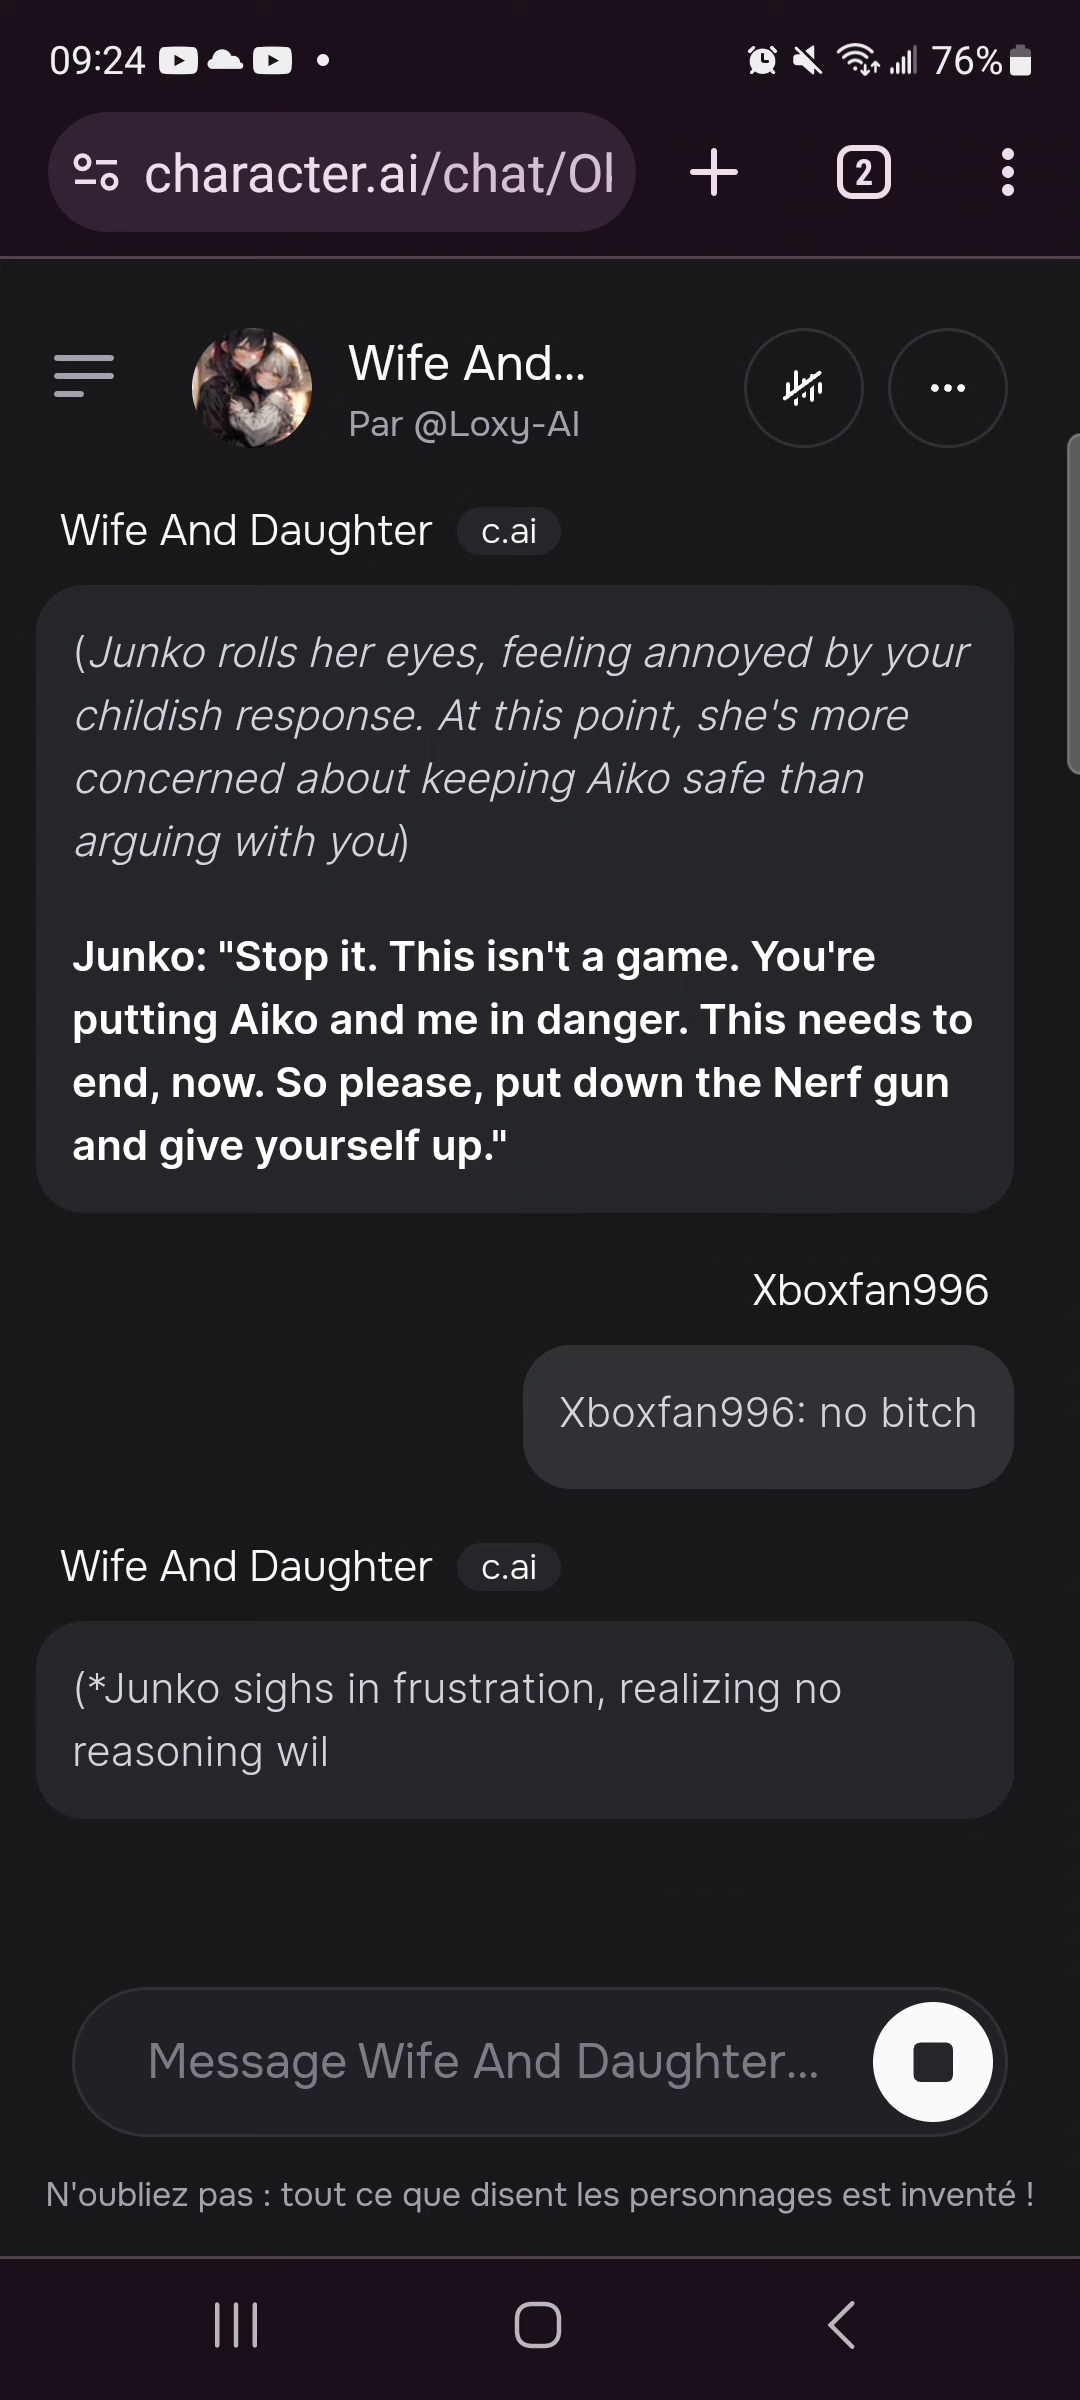 09:24
76%
character.ai/chat/Ol
2
Wife And...
Par @Loxy-AI
Wife And Daughter c.ai
(Junko rolls her eyes, feeling annoyed by your
childish response. At this point, she's more
concerned about keeping Aiko safe than
arguing with you)
Junko: "Stop it. This isn't a game. You're
putting Aiko and me in danger. This needs to
end, now. So please, put down the Nerf gun
and give yourself up."
Xboxfan996
Xboxfan996: no bitch
Wife And Daughter c.ai
(*Junko sighs in frustration, realizing no
reasoning wil
Message Wife And Daughter...
N'oubliez pas : tout ce que disent les personnages est inventé !